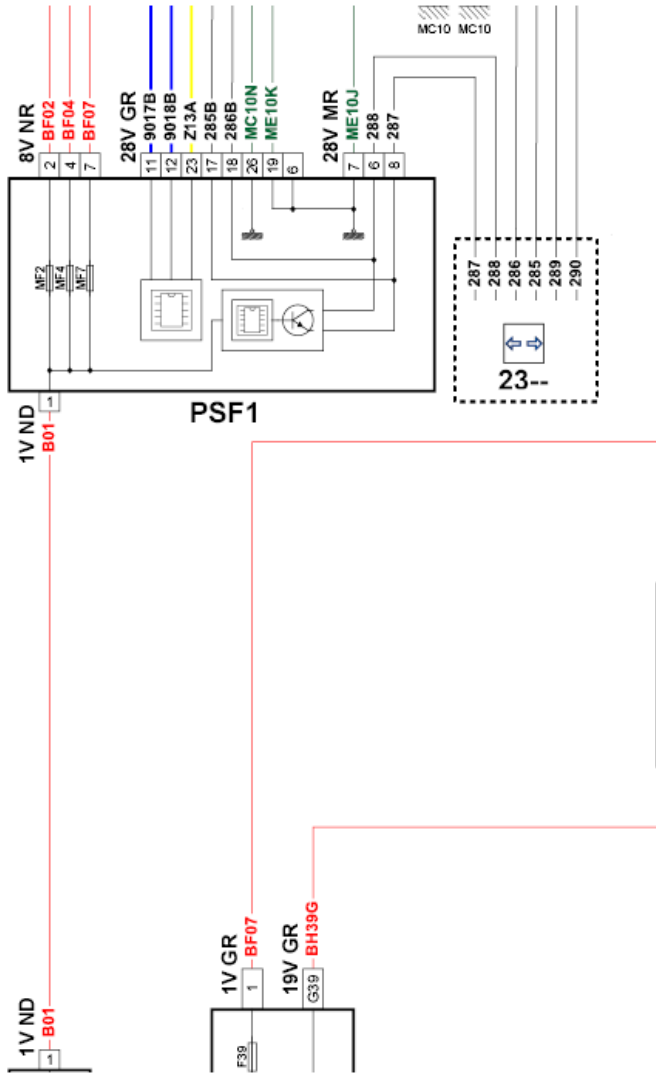 MC10 MC10
8V NR
BF02
BF04
BF07
28V GR
9017B
9018B
Z13A
285B
286B
MC10N
ME10K
28V MR
ME10J
288
287
2 4 7 11 12 23 17 18 26 19 6 7 6 8
MF2
MF4
MF7
287
288
286
285
289
290
23--
PSF1
1
1V ND
B01
1V GR
BF07
19V GR
BH39G
1
G39
F39
1V ND
B01
1